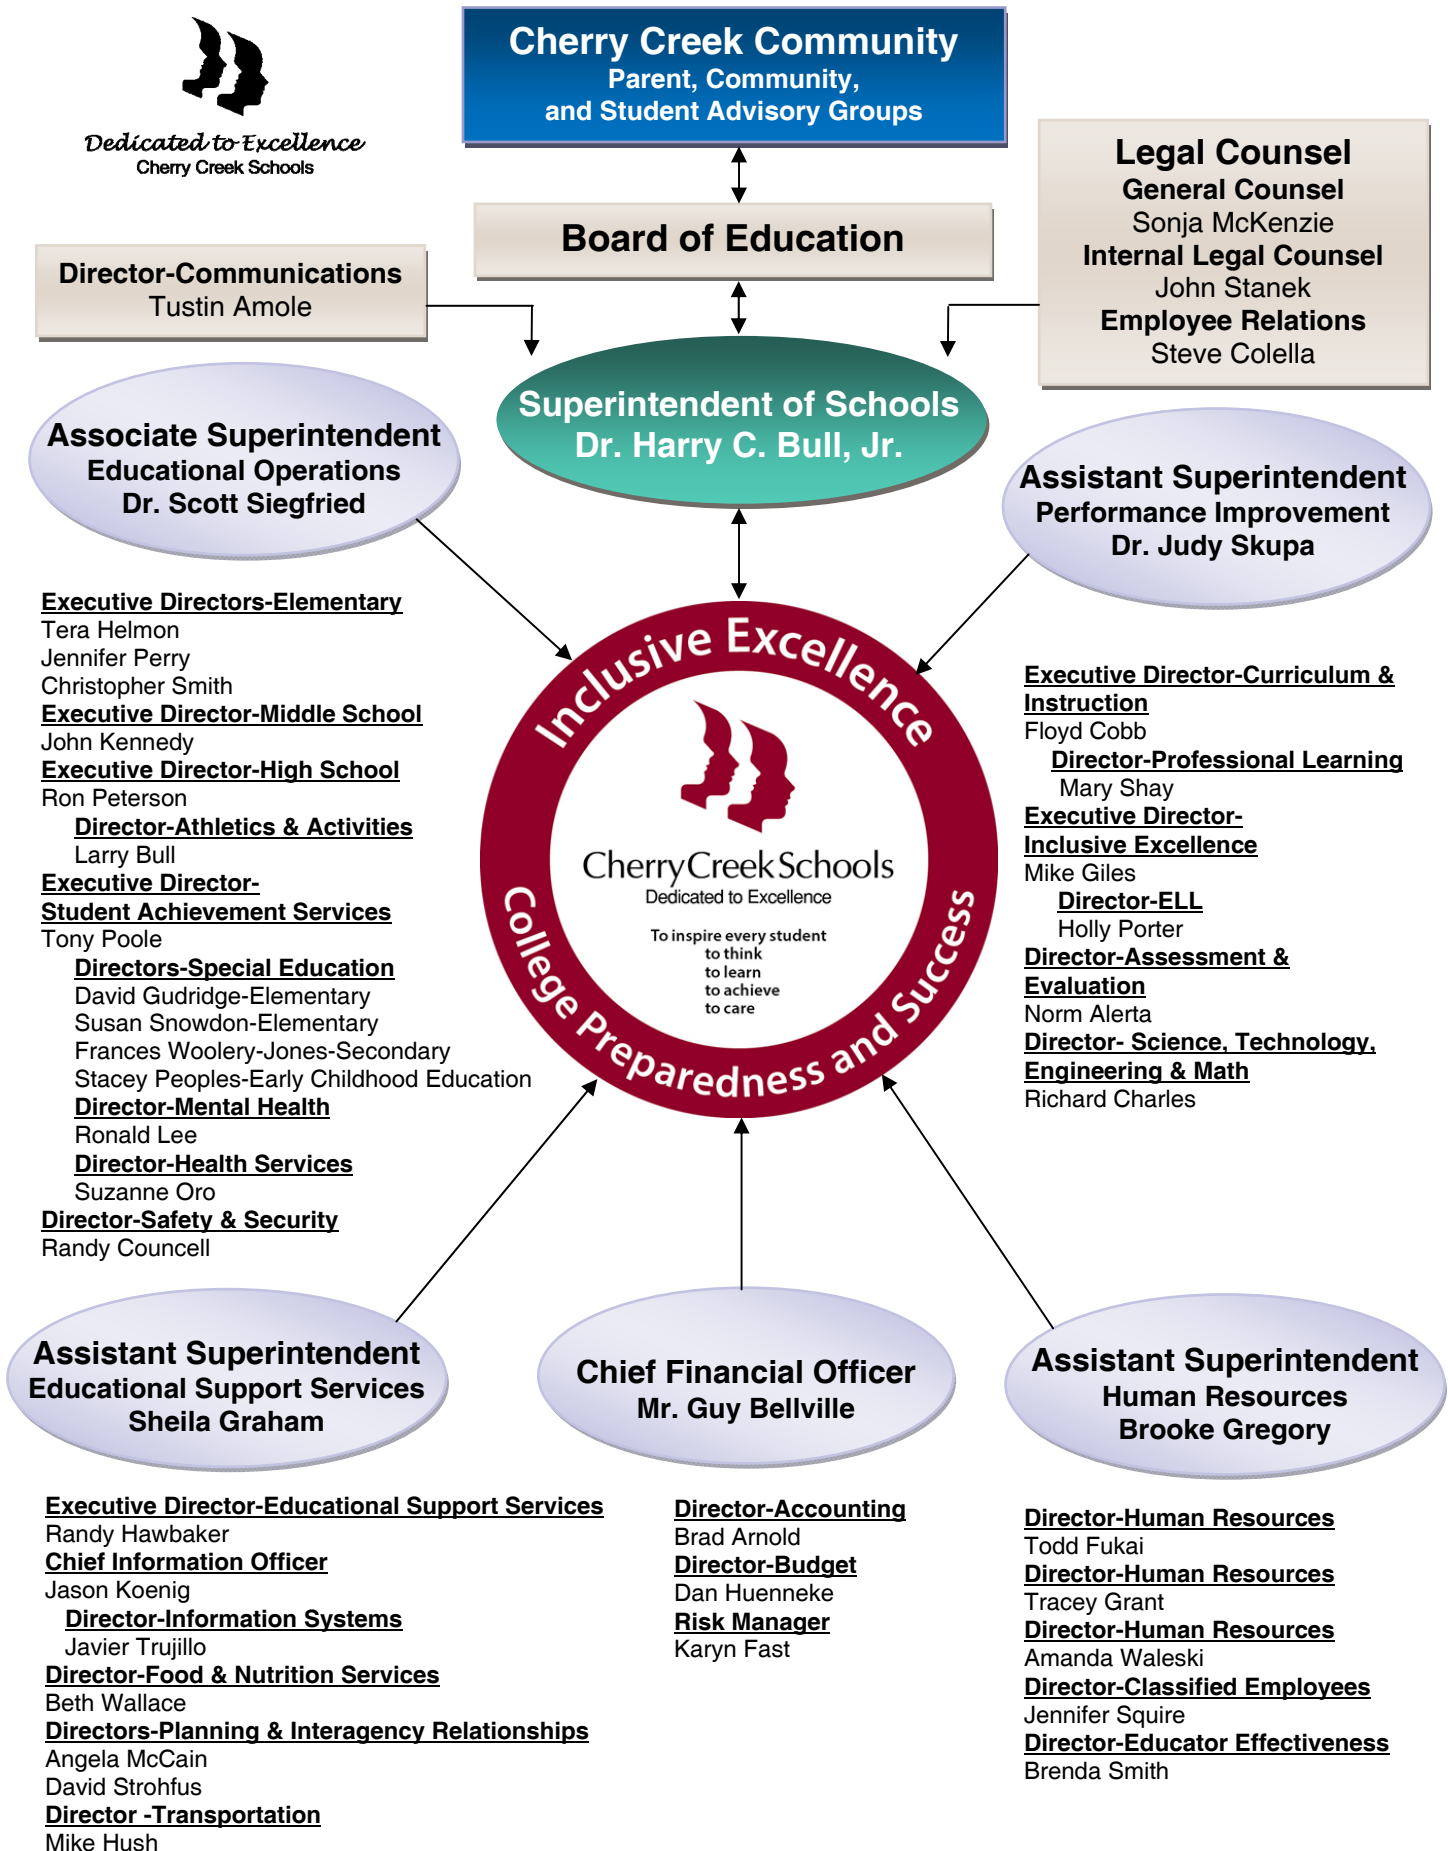 Dedicated to Excellence
Cherry Creek Schools
Cherry Creek Community
Parent, Community,
and Student Advisory Groups
Board of Education
Legal Counsel
General Counsel
Sonja McKenzie
Internal Legal Counsel
John Stanek
Employee Relations
Steve Colella
Director-Communications
Tustin Amole
Superintendent of Schools
Dr. Harry C. Bull, Jr.
Associate Superintendent
Educational Operations
Dr. Scott Siegfried
Assistant Superintendent
Performance Improvement
Dr. Judy Skupa
Executive Directors-Elementary
Tera Helmon
Jennifer Perry
Christopher Smith
Executive Director-Middle School
John Kennedy
Executive Director-High School
Ron Peterson
Director-Athletics & Activities
Larry Bull
Executive Director-
Student Achievement Services
Tony Poole
Directors-Special Education
David Gudridge-Elementary
Susan Snowdon-Elementary
Frances Woolery-Jones-Secondary
Stacey Peoples-Early Childhood Education
Director-Mental Health
Ronald Lee
Director-Health Services
Suzanne Oro
Director-Safety & Security
Randy Councell
Inclusive Excellence
CherryCreekSchools
Dedicated to Excellence
To inspire every student
to think
to learn
to achieve
to care
College Preparedness and Success
Executive Director-Curriculum &
Instruction
Floyd Cobb
Director-Professional Learning
Mary Shay
Executive Director-
Inclusive Excellence
Mike Giles
Director-ELL
Holly Porter
Director-Assessment &
Evaluation
Norm Alerta
Director- Science, Technology,
Engineering & Math
Richard Charles
Assistant Superintendent
Educational Support Services
Sheila Graham
Chief Financial Officer
Mr. Guy Bellville
Assistant Superintendent
Human Resources
Brooke Gregory
Executive Director-Educational Support Services
Randy Hawbaker
Chief Information Officer
Jason Koenig
Director-Information Systems
Javier Trujillo
Director-Food & Nutrition Services
Beth Wallace
Directors-Planning & Interagency Relationships
Angela McCain
David Strohfus
Director -Transportation
Mike Hush
Director-Accounting
Brad Arnold
Director-Budget
Dan Huenneke
Risk Manager
Karyn Fast
Director-Human Resources
Todd Fukai
Director-Human Resources
Tracey Grant
Director-Human Resources
Amanda Waleski
Director-Classified Employees
Jennifer Squire
Director-Educator Effectiveness
Brenda Smith